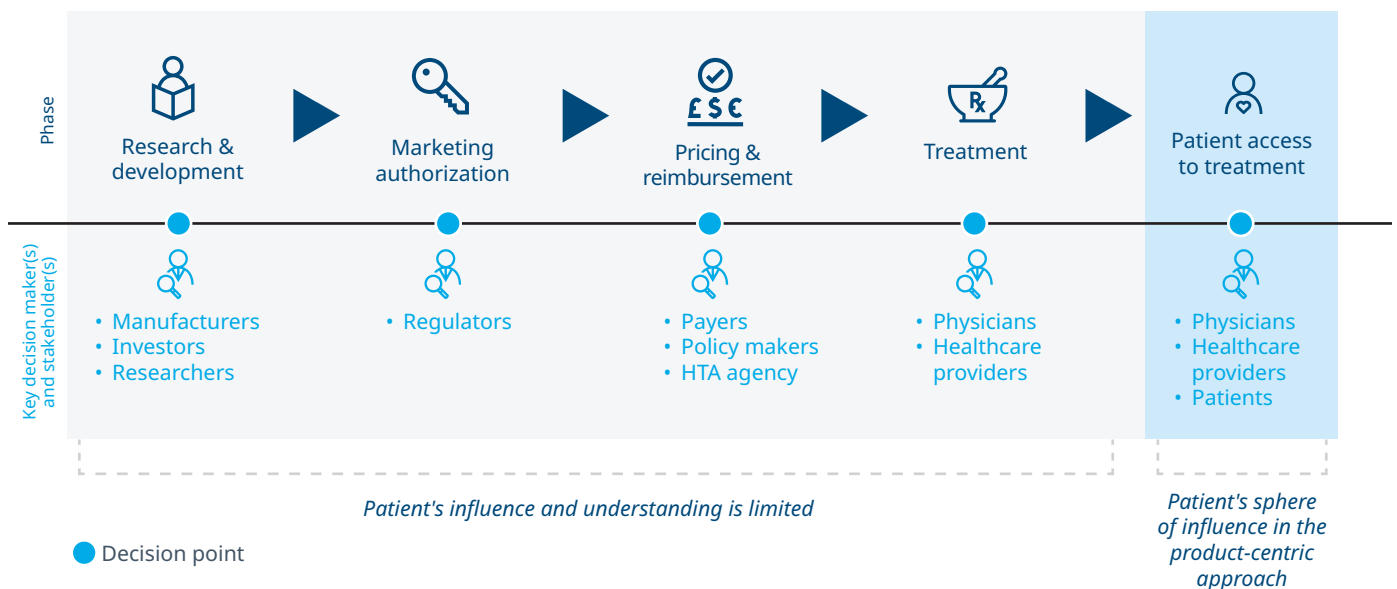 Phase
Research &
development
Marketing
authorization
£ $ €
Pricing &
reimbursement
Rx
Treatment
Patient access
to treatment
Key decision maker(s)
and stakeholder(s)
• Manufacturers
• Investors
• Researchers
• Regulators
• Payers
• Policy makers
• HTA agency
• Physicians
• Healthcare
providers
• Physicians
• Healthcare
providers
• Patients
Patient's influence and understanding is limited
Patient's sphere
of influence in the
product-centric
approach
Decision point